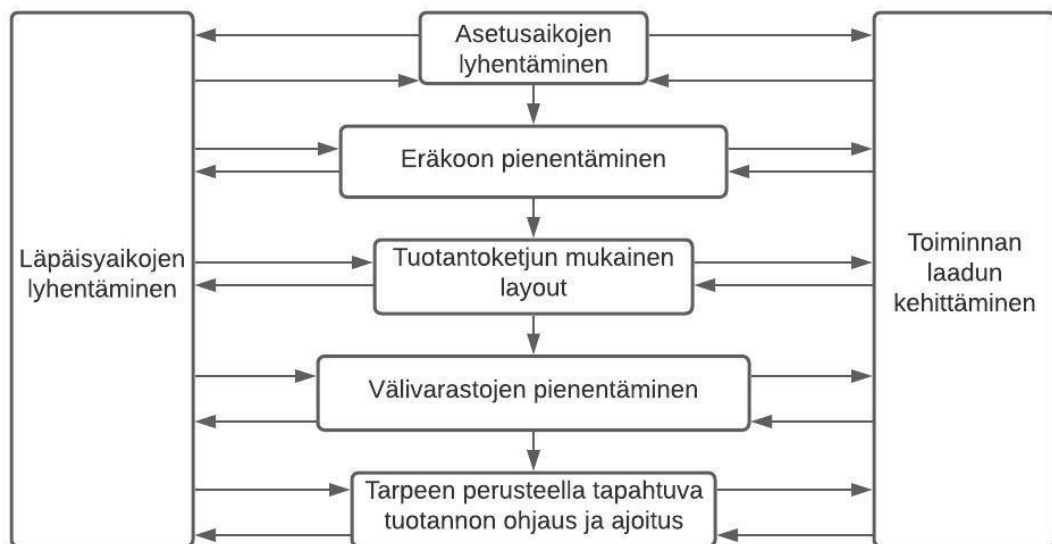 Asetusaikojen
lyhentäminen
Eräkoon pienentäminen
Läpäisyaikojen
lyhentäminen
Tuotantoketjun mukainen
layout
Toiminnan
laadun
kehittäminen
Välivarastojen pienentäminen
Tarpeen perusteella tapahtuva
tuotannon ohjaus ja ajoitus